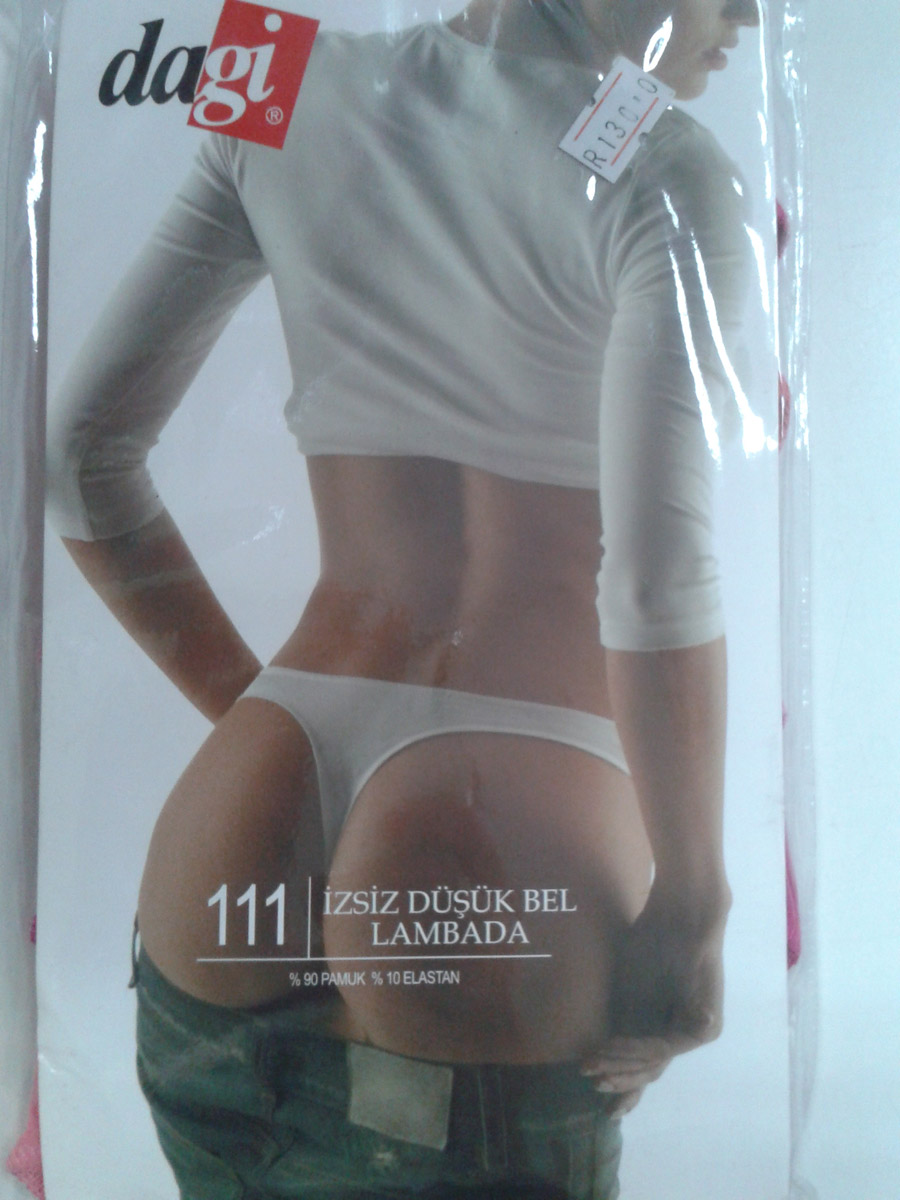 dagi®
R130.0
111
İZSİZ DÜŞÜK BEL
LAMBADA
% 90 PAMUK % 10 ELASTAN